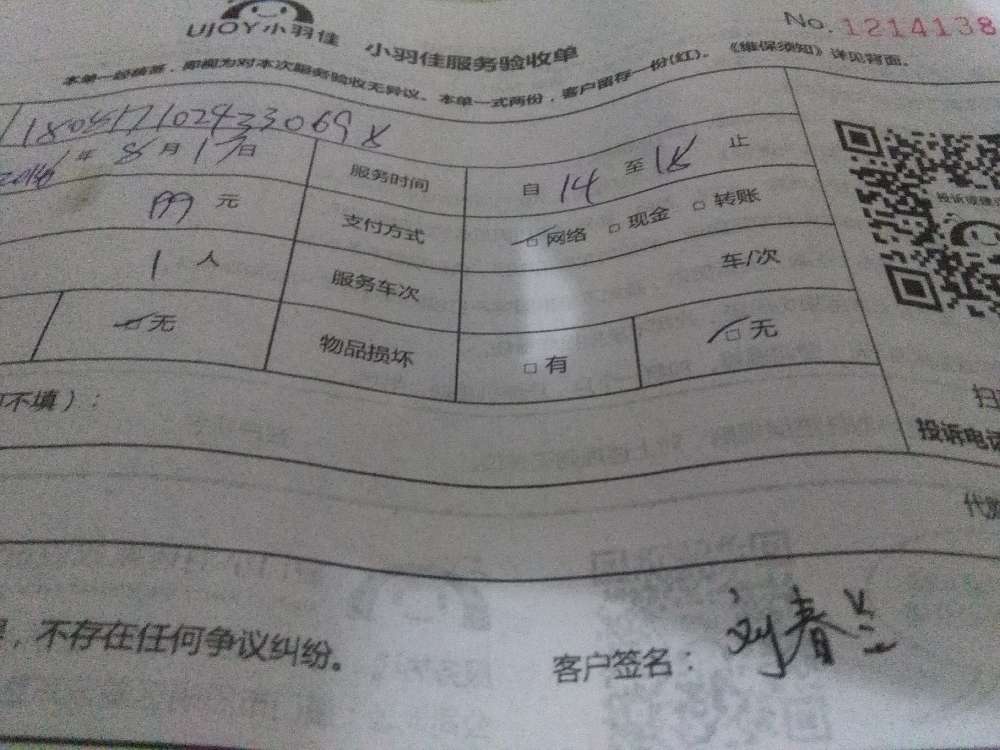 UJOY小羽佳 小羽佳服务验收单 No. 1214138
本单一经签署，即视为对本次服务验收无异议。本单一式两份，客户留存一份(红)。《维保须知》详见背面。
年 8 月 17 日 服务时间 自 14 至 18 止
199 元 支付方式 网络 现金 转账
1 人 服务车次 车/次
无 物品损坏 有 无
不填）：
扫
投诉电话
不存在任何争议纠纷。
客户签名： 刘春兰